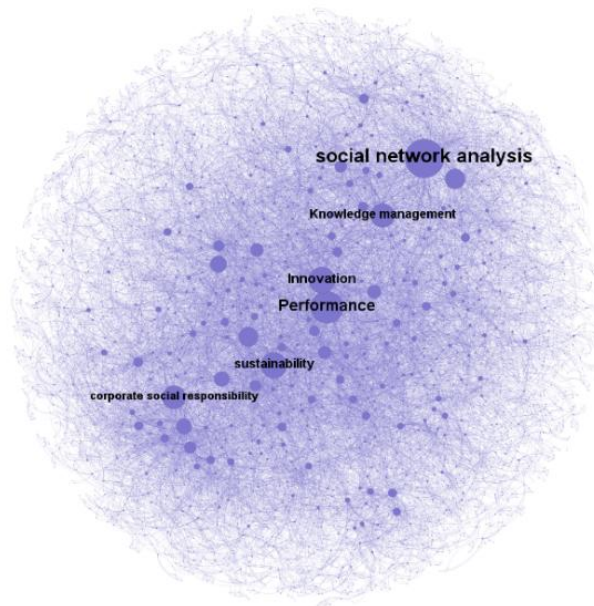 social network analysis
Knowledge management
Innovation
Performance
sustainability
corporate social responsibility